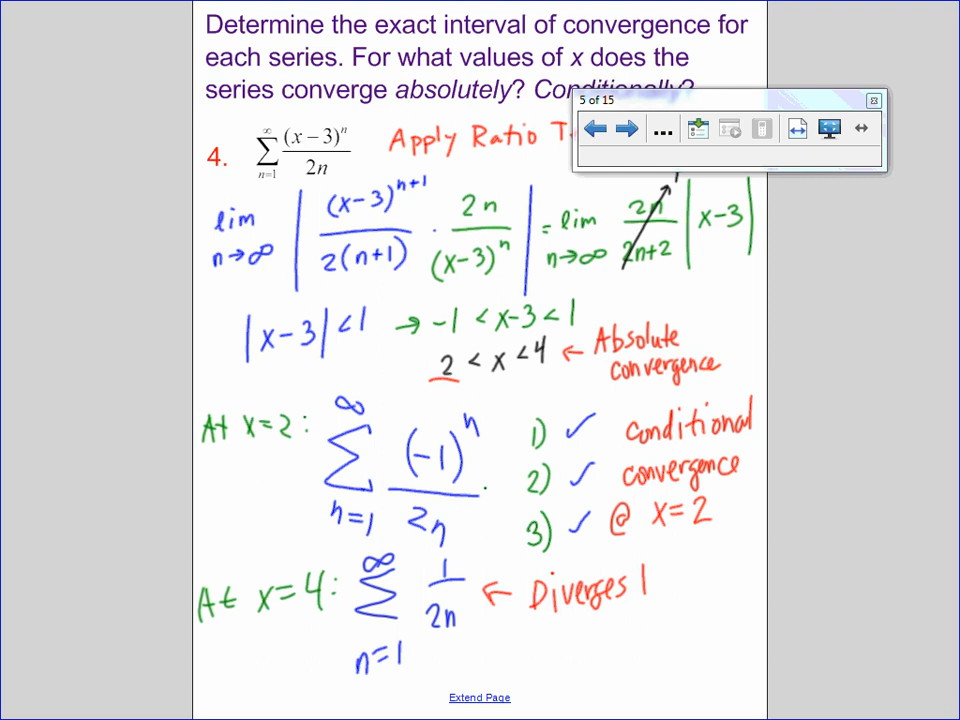 Determine the exact interval of convergence for
each series. For what values of x does the
series converge absolutely? Conditionally?
5 of 15
4. ∞ ∑ n=1 (x − 3)^n / 2n Apply Ratio T
lim n→∞ | (x-3)^(n+1) / 2(n+1) · 2n / (x-3)^n | = lim n→∞ 2n / 2n+2 |x-3|
|x-3| < 1 → -1 < x-3 < 1
2 < x < 4 ← Absolute convergence
At x=2: ∞ ∑ n=1 (-1)^n / 2n .
1) ✓ conditional
2) ✓ convergence
3) ✓ @ x=2
At x=4: ∞ ∑ n=1 1 / 2n ← Diverges !
Extend Page